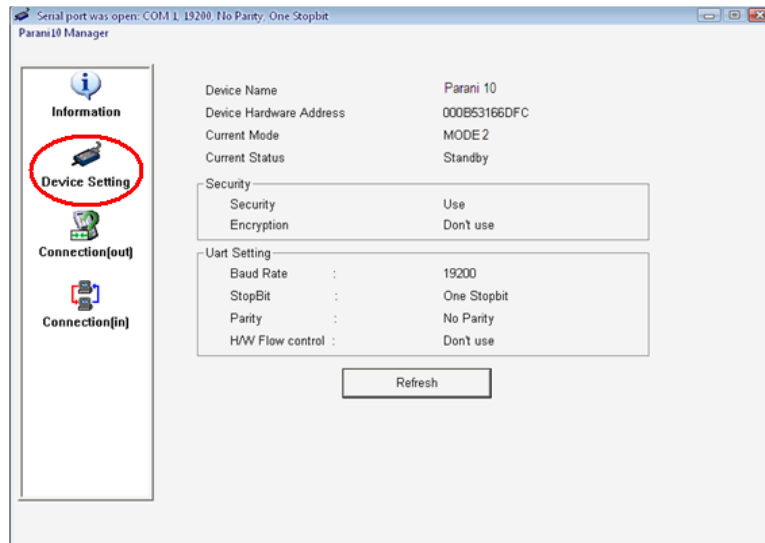 Serial port was open: COM 1, 19200, No Parity, One Stopbit
Parani10 Manager
Information
Device Setting
Connection(out)
Connection(in)
Device Name Parani 10
Device Hardware Address 000B53166DFC
Current Mode MODE2
Current Status Standby
Security
Security Use
Encryption Don't use
Uart Setting
Baud Rate : 19200
StopBit : One Stopbit
Parity : No Parity
H/W Flow control : Don't use
Refresh